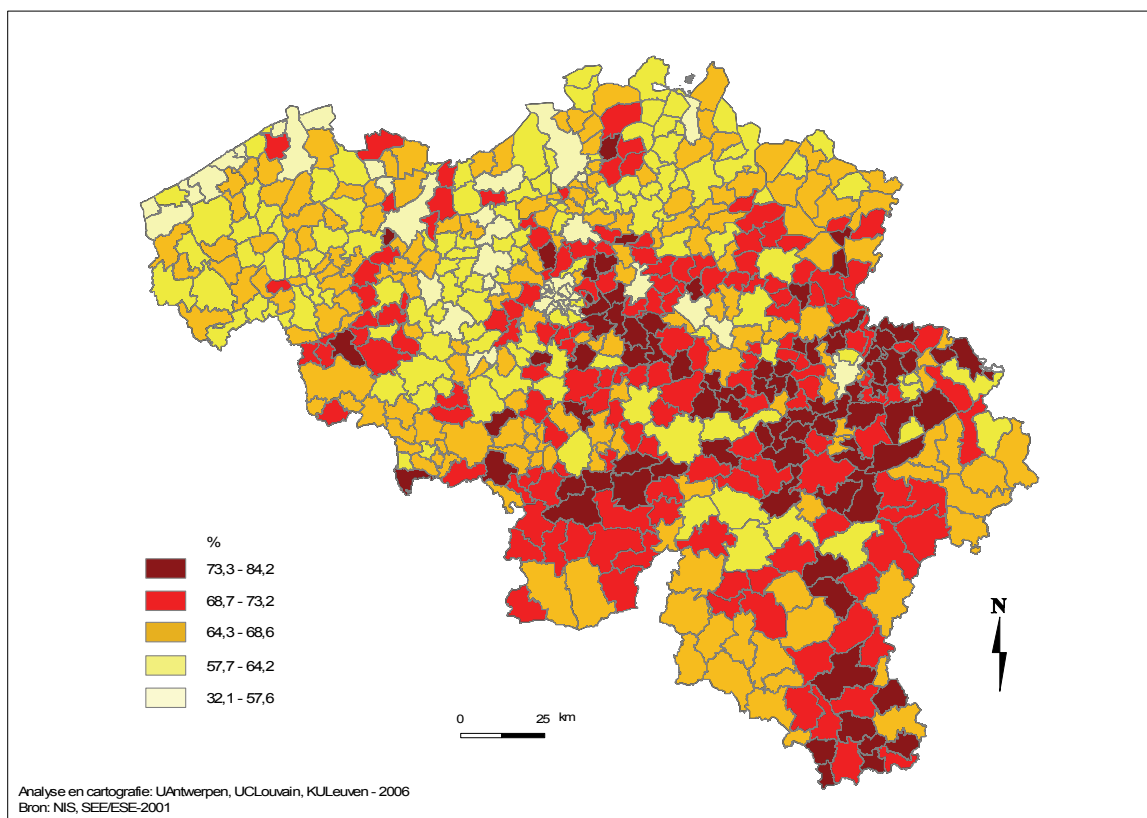 %
73,3 - 84,2
68,7 - 73,2
64,3 - 68,6
57,7 - 64,2
32,1 - 57,6
N
0 25 km
Analyse en cartografie: UAntwerpen, UCLouvain, KULeuven - 2006
Bron: NIS, SEE/ESE-2001